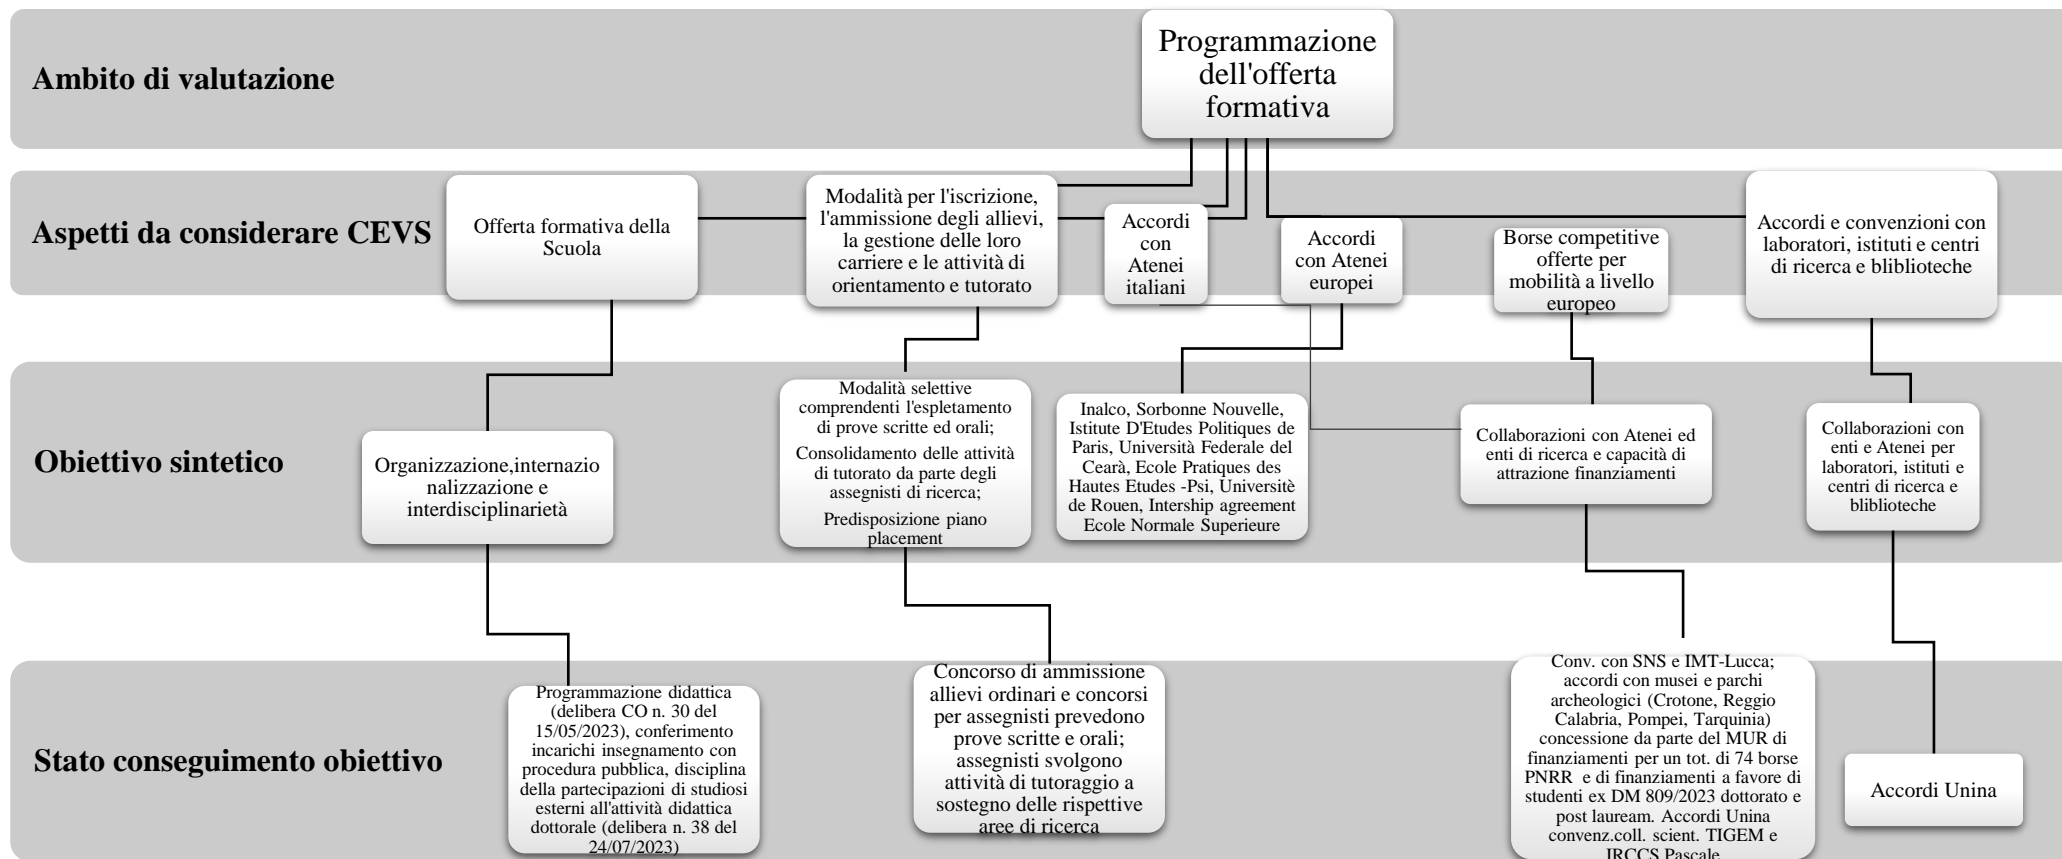 Ambito di valutazione
Programmazione
dell'offerta
formativa
Aspetti da considerare CEVS
Offerta formativa della
Scuola
Modalità per l'iscrizione,
l'ammissione degli allievi,
la gestione delle loro
carriere e le attività di
orientamento e tutorato
Accordi
con
Atenei
italiani
Accordi
con Atenei
europei
Borse competitive
offerte per
mobilità a livello
europeo
Accordi e convenzioni con
laboratori, istituti e centri
di ricerca e bliblioteche
Obiettivo sintetico
Organizzazione,internazio
nalizzazione e
interdisciplinarietà
Modalità selettive
comprendenti l'espletamento
di prove scritte ed orali;
Consolidamento delle attività
di tutorato da parte degli
assegnisti di ricerca;
Predisposizione piano
placement
Inalco, Sorbonne Nouvelle,
Istitute D'Etudes Politiques de
Paris, Università Federale del
Cearà, Ecole Pratiques des
Hautes Etudes -Psi, Universitè
de Rouen, Intership agreement
Ecole Normale Superieure
Collaborazioni con Atenei ed
enti di ricerca e capacità di
attrazione finanziamenti
Collaborazioni con
enti e Atenei per
laboratori, istituti e
centri di ricerca e
bliblioteche
Stato conseguimento obiettivo
Programmazione didattica
(delibera CO n. 30 del
15/05/2023), conferimento
incarichi insegnamento con
procedura pubblica, disciplina
della partecipazioni di studiosi
esterni all'attività didattica
dottorale (delibera n. 38 del
24/07/2023)
Concorso di ammissione
allievi ordinari e concorsi
per assegnisti prevedono
prove scritte e orali;
assegnisti svolgono
attività di tutoraggio a
sostegno delle rispettive
aree di ricerca
Conv. con SNS e IMT-Lucca;
accordi con musei e parchi
archeologici (Crotone, Reggio
Calabria, Pompei, Tarquinia)
concessione da parte del MUR di
finanziamenti per un tot. di 74 borse
PNRR e di finanziamenti a favore di
studenti ex DM 809/2023 dottorato e
post lauream. Accordi Unina
convenz.coll. scient. TIGEM e
IRCCS Pascale
Accordi Unina